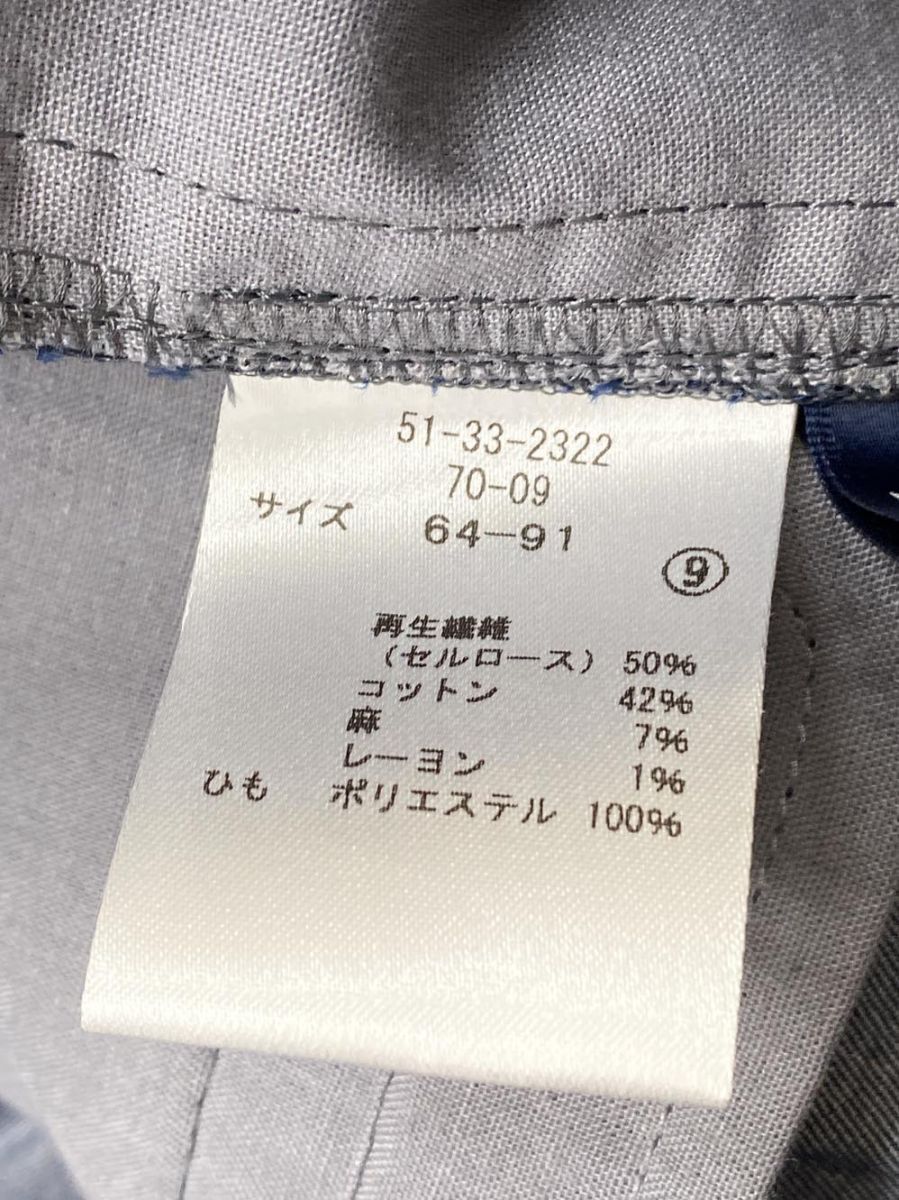 51-33-2322
70-09
サイズ 64-91
⑨
再生繊維
(セルロース) 50%
コットン 42%
麻 7%
レーヨン 1%
ひも ポリエステル 100%